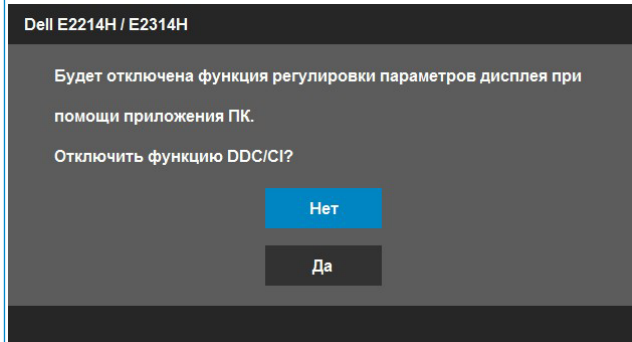 Dell E2214H / E2314H
Будет отключена функция регулировки параметров дисплея при
помощи приложения ПК.
Отключить функцию DDC/CI?
Нет
Да